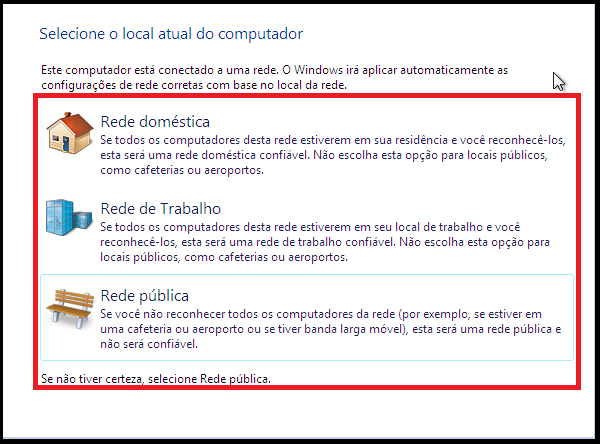 Selecione o local atual do computador
Este computador está conectado a uma rede. O Windows irá aplicar automaticamente as
configurações de rede corretas com base no local da rede.
Rede doméstica
Se todos os computadores desta rede estiverem em sua residência e você reconhecê-los,
esta será uma rede doméstica confiável. Não escolha esta opção para locais públicos,
como cafeterias ou aeroportos.
Rede de Trabalho
Se todos os computadores desta rede estiverem em seu local de trabalho e você
reconhecê-los, esta será uma rede de trabalho confiável. Não escolha esta opção para
locais públicos, como cafeterias ou aeroportos.
Rede pública
Se você não reconhecer todos os computadores da rede (por exemplo, se estiver em
uma cafeteria ou aeroporto ou se tiver banda larga móvel), esta será uma rede pública e
não será confiável.
Se não tiver certeza, selecione Rede pública.